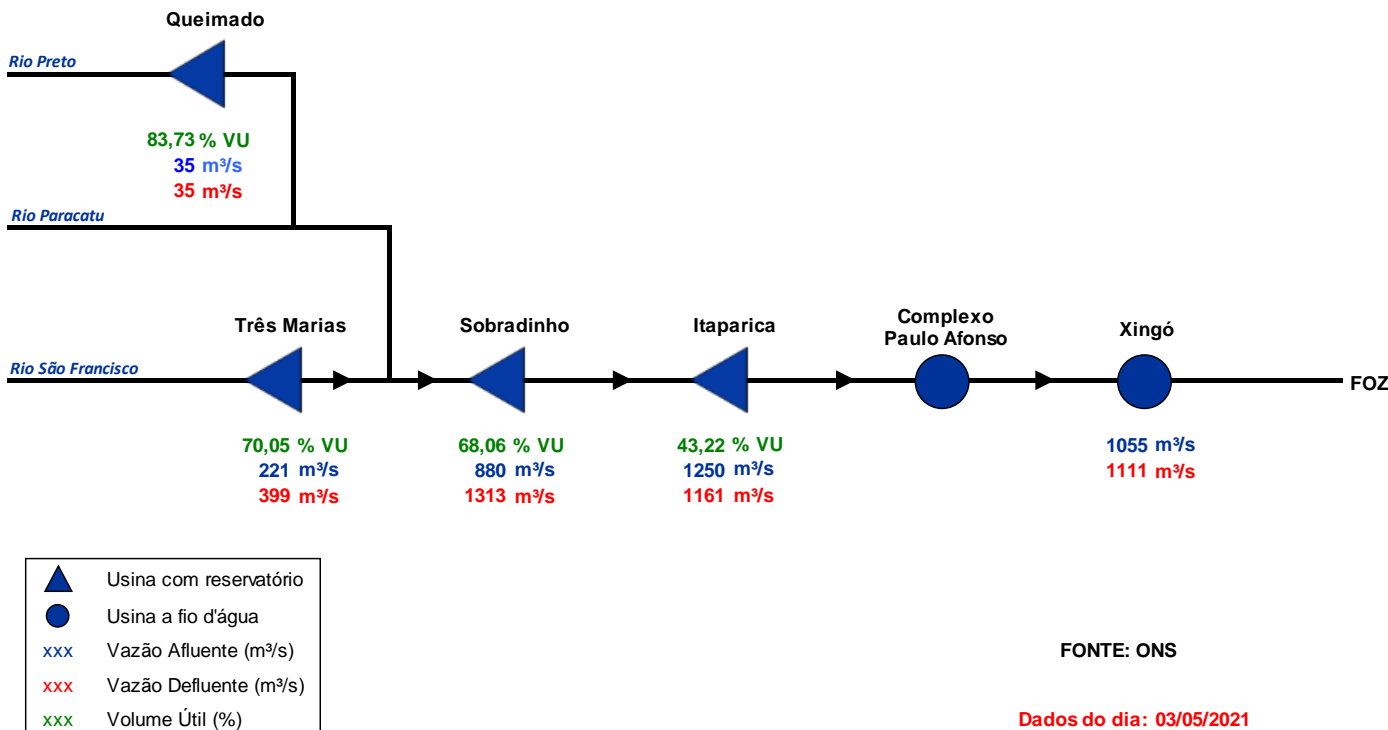 Queimado
Rio Preto
83,73 % VU
35 m³/s
35 m³/s
Rio Paracatu
Três Marias
Sobradinho
Itaparica
Complexo
Paulo Afonso
Xingó
Rio São Francisco
FOZ
70,05 % VU
221 m³/s
399 m³/s
68,06 % VU
880 m³/s
1313 m³/s
43,22 % VU
1250 m³/s
1161 m³/s
1055 m³/s
1111 m³/s
Usina com reservatório
Usina a fio d'água
xxx Vazão Afluente (m³/s)
xxx Vazão Defluente (m³/s)
xxx Volume Útil (%)
FONTE: ONS
Dados do dia: 03/05/2021